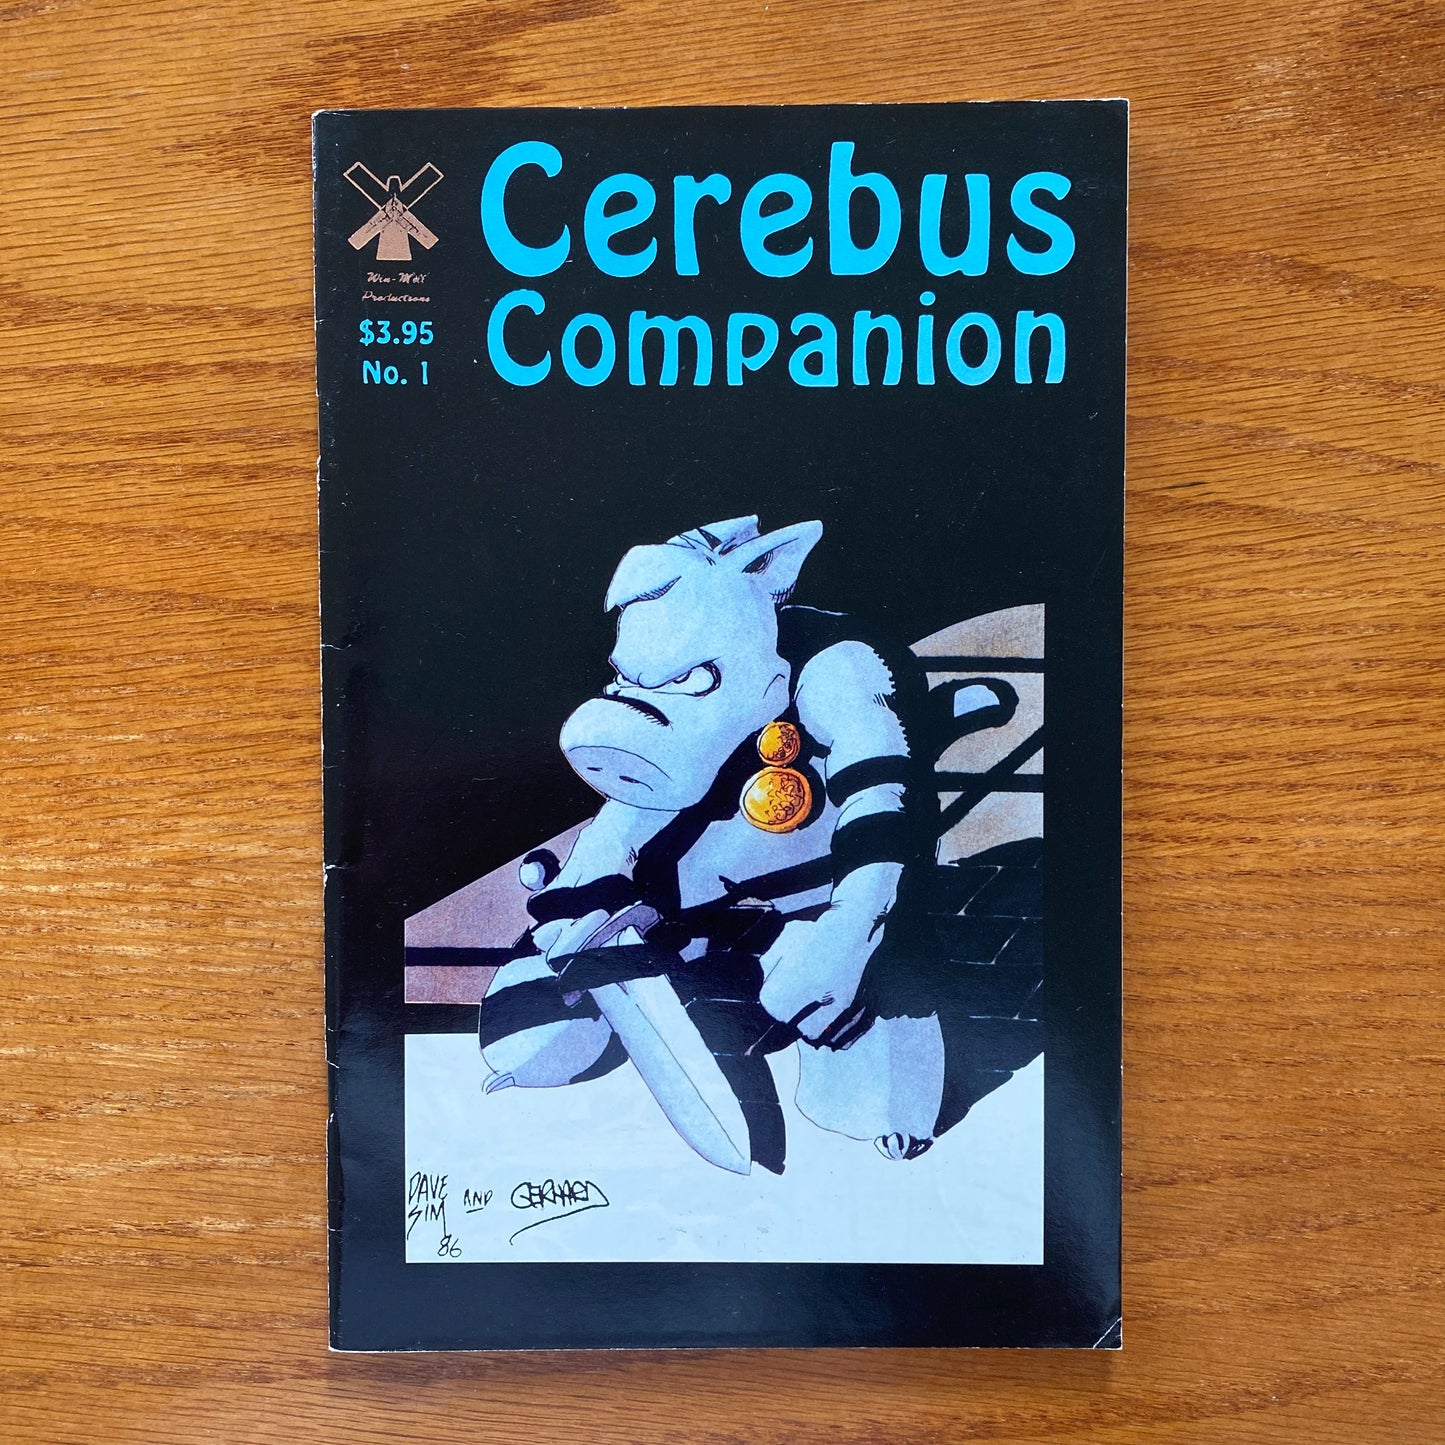 Cerebus
Companion
Win-Mill
Productions
$3.95
No. 1
DAVE
SIM AND GERHARD
86